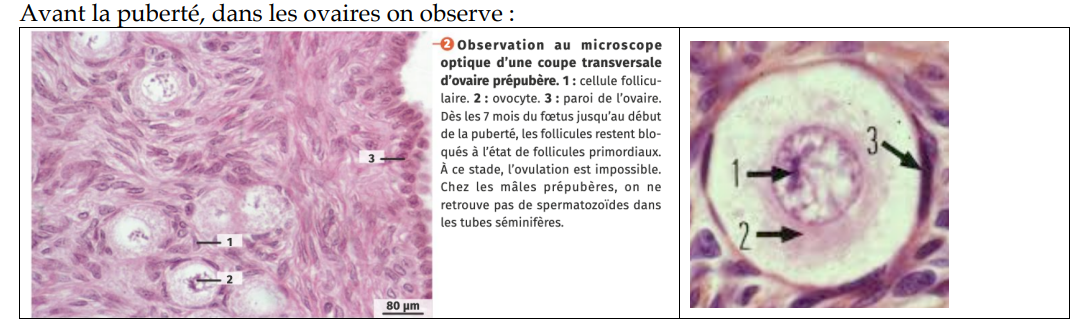 Avant la puberté, dans les ovaires on observe :
2 Observation au microscope
optique d'une coupe transversale
d'ovaire prépubère. 1 : cellule follicu-
laire. 2 : ovocyte. 3 : paroi de l'ovaire.
Dès les 7 mois du fœtus jusqu'au début
de la puberté, les follicules restent blo-
qués à l'état de follicules primordiaux.
À ce stade, l'ovulation est impossible.
Chez les mâles prépubères, on ne
retrouve pas de spermatozoïdes dans
les tubes séminifères.
3
1
2
80 µm
3
1
2